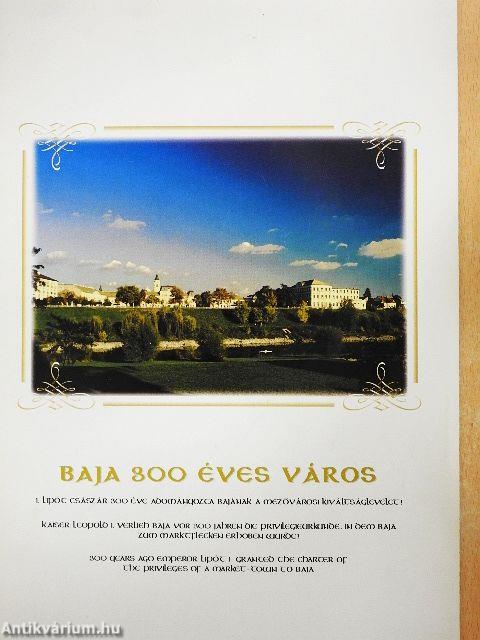 BAJA 300 ÉVES VÁROS
I. LIPÓT CSÁSZÁR 300 ÉVE ADOMÁNYOZTA BAJÁNAK A MEZŐVÁROSI KIVÁLTSÁGLEVELET!
KAISER LEOPOLD I. VERLIEH BAJA VOR 300 JAHREN DIE PRIVILEGIEURKUNDE, IN DEM BAJA
ZUM MARKTFLECKEN ERHOBEN WURDE!
300 YEARS AGO EMPEROR LIPÓT I. GRANTED THE CHARTER OF
THE PRIVILEGES OF A MARKET-TOWN TO BAJA
Antikvárium.hu